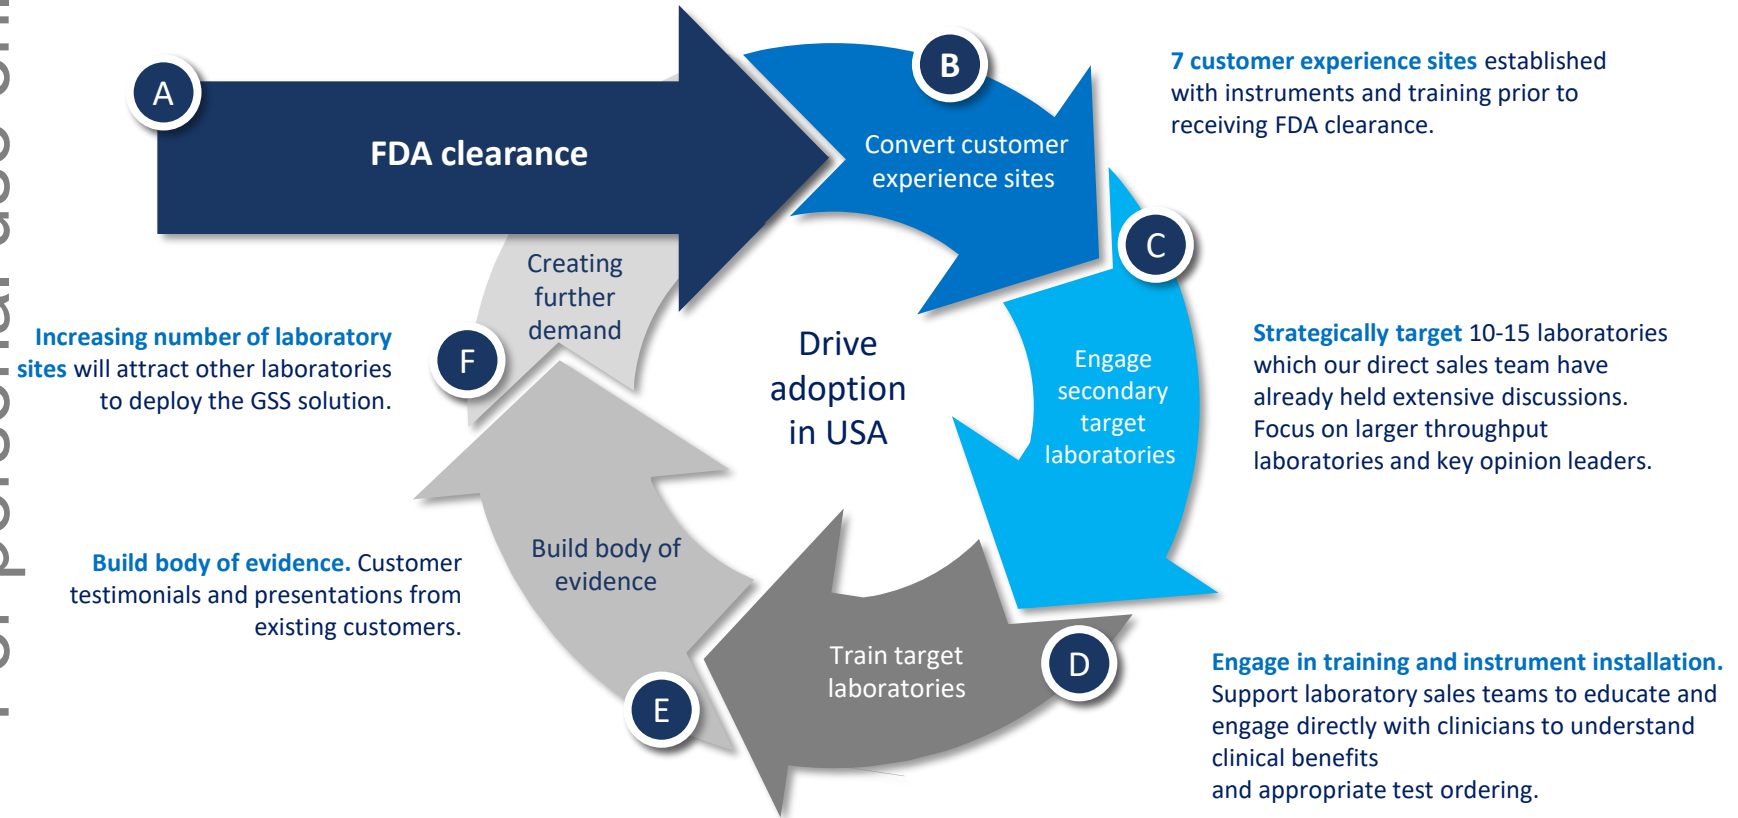 A
FDA clearance
B
Convert customer
experience sites
7 customer experience sites established
with instruments and training prior to
receiving FDA clearance.
C
Engage
secondary
target
laboratories
Strategically target 10-15 laboratories
which our direct sales team have
already held extensive discussions.
Focus on larger throughput
laboratories and key opinion leaders.
D
Train target
laboratories
Engage in training and instrument installation.
Support laboratory sales teams to educate and
engage directly with clinicians to understand
clinical benefits
and appropriate test ordering.
E
Build body of
evidence
Build body of evidence. Customer
testimonials and presentations from
existing customers.
F
Creating
further
demand
Increasing number of laboratory
sites will attract other laboratories
to deploy the GSS solution.
Drive
adoption
in USA
personal use